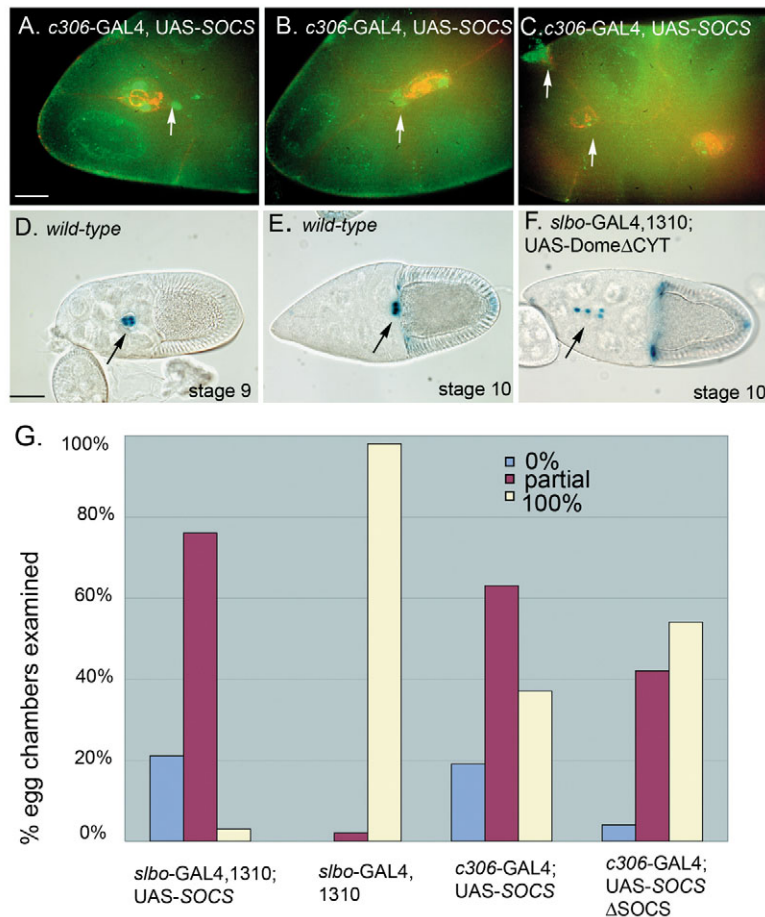 A. c306-GAL4, UAS-SOCS
B. c306-GAL4, UAS-SOCS
C. c306-GAL4, UAS-SOCS
D. wild-type
stage 9
E. wild-type
stage 10
F. slbo-GAL4,1310;
UAS-DomeΔCYT
stage 10
G.
% egg chambers examined
100%
80%
60%
40%
20%
0%
0%
partial
100%
slbo-GAL4,1310;
UAS-SOCS
slbo-GAL4,
1310
c306-GAL4;
UAS-SOCS
c306-GAL4;
UAS-SOCS
ΔSOCS